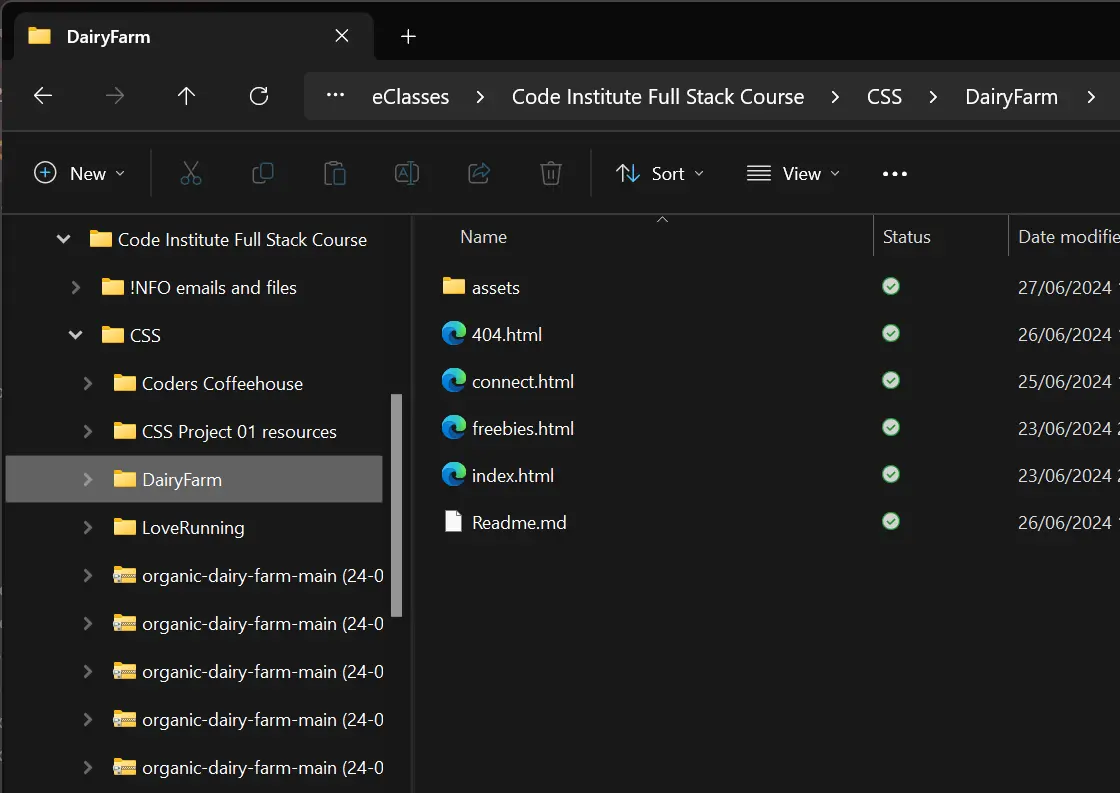 DairyFarm
eClasses > Code Institute Full Stack Course > CSS > DairyFarm >
New Sort View
Code Institute Full Stack Course
!NFO emails and files
CSS
Coders Coffeehouse
CSS Project 01 resources
DairyFarm
LoveRunning
organic-dairy-farm-main (24-0
organic-dairy-farm-main (24-0
organic-dairy-farm-main (24-0
organic-dairy-farm-main (24-0
organic-dairy-farm-main (24-0
Name Status Date modifie
assets 27/06/2024
404.html 26/06/2024
connect.html 25/06/2024
freebies.html 23/06/2024
index.html 23/06/2024
Readme.md 26/06/2024